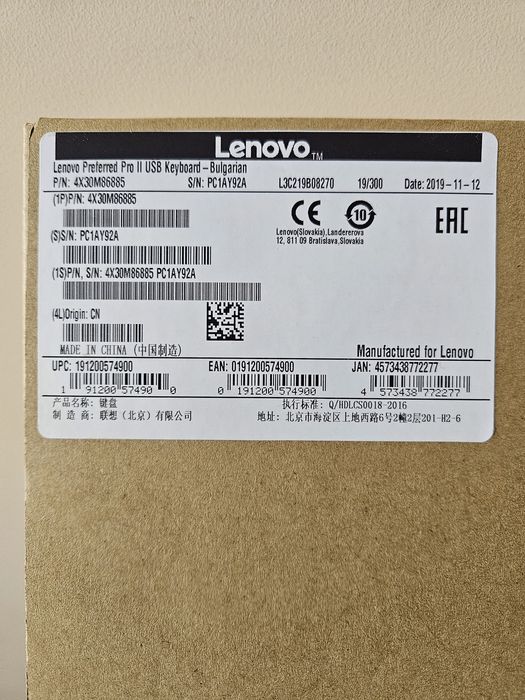 Lenovo™
Lenovo Preferred Pro II USB Keyboard – Bulgarian
P/N: 4X30M86885 S/N: PC1AY92A L3C219B08270 19/300 Date: 2019-11-12
(1P)P/N: 4X30M86885
(S)S/N: PC1AY92A
(1S)P/N, S/N: 4X30M86885 PC1AY92A
CE 10 EAC
Lenovo(Slovakia),Landererova
12, 811 09 Bratislava,Slovakia
(4L)Origin: CN
MADE IN CHINA (中国制造) Manufactured for Lenovo
UPC: 191200574900 EAN: 0191200574900 JAN: 4573438772277
1 91200"57490 0 0 191200"574900 4 573438"772277
产品名称: 键盘 执行标准: Q/HDLCS0018-2016
制 造 商: 联想 (北京) 有限公司 地址: 北京市海淀区上地西路6号2幢2层201-H2-6